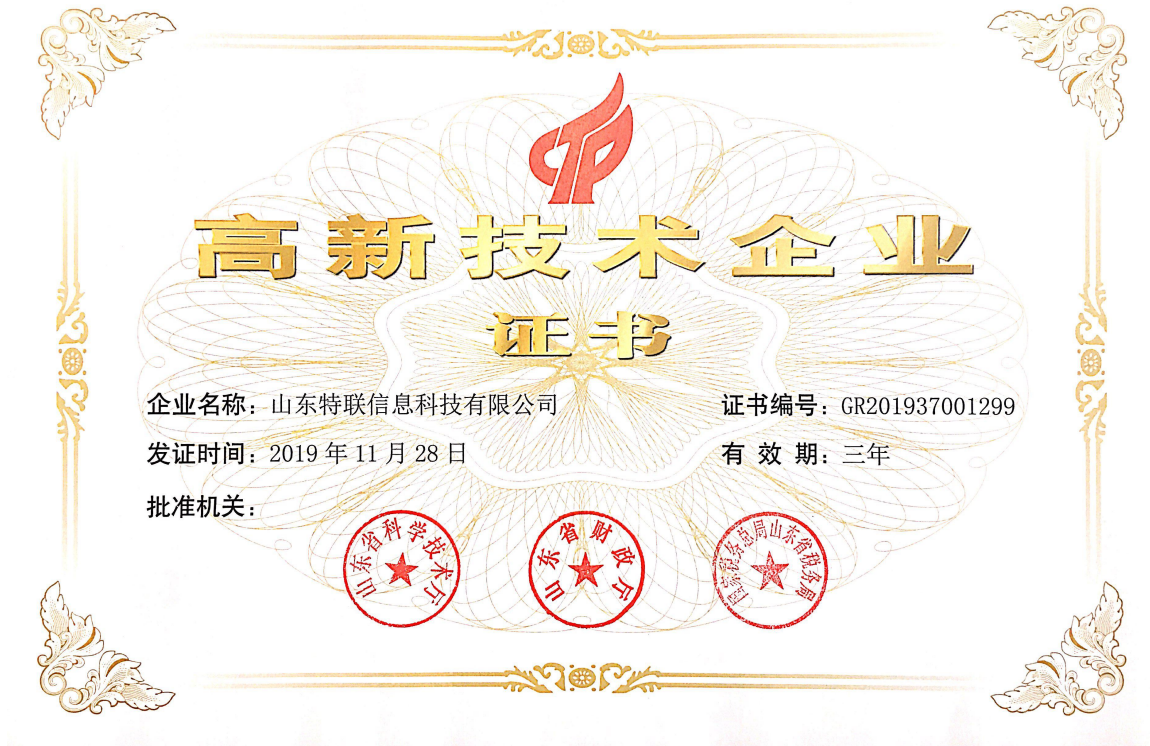 高新技术企业
证书
企业名称：山东特联信息科技有限公司
证书编号：GR201937001299
发证时间：2019年11月28日
有效期：三年
批准机关：
山东省科学技术厅
山东省财政厅
国家税务总局山东省税务局